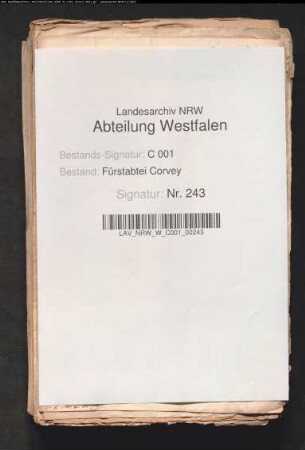 Landesarchiv NRW
Abteilung Westfalen
Bestands-Signatur: C 001
Bestand: Fürstabtei Corvey
Signatur: Nr. 243
LAV_NRW_W_C001_00243